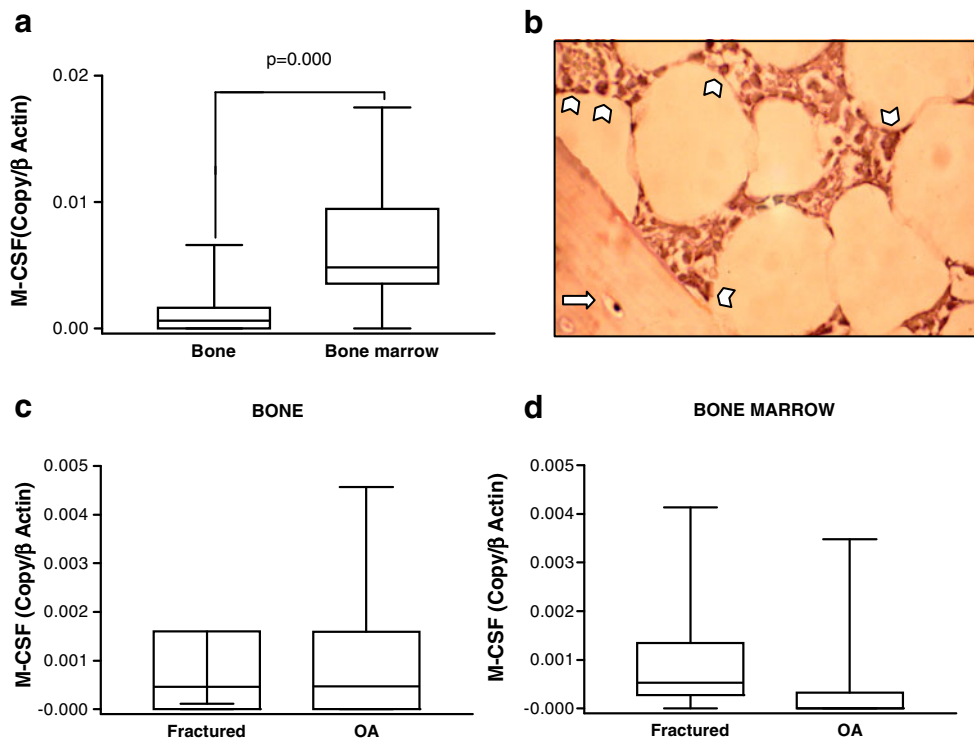 a
p=0.000
M-CSF(Copy/β Actin)
0.02
0.01
0.00
Bone
Bone marrow
b
c
BONE
M-CSF (Copy/β Actin)
0.005
0.004
0.003
0.002
0.001
-0.000
Fractured
OA
d
BONE MARROW
M-CSF (Copy/β Actin)
0.005
0.004
0.003
0.002
0.001
-0.000
Fractured
OA